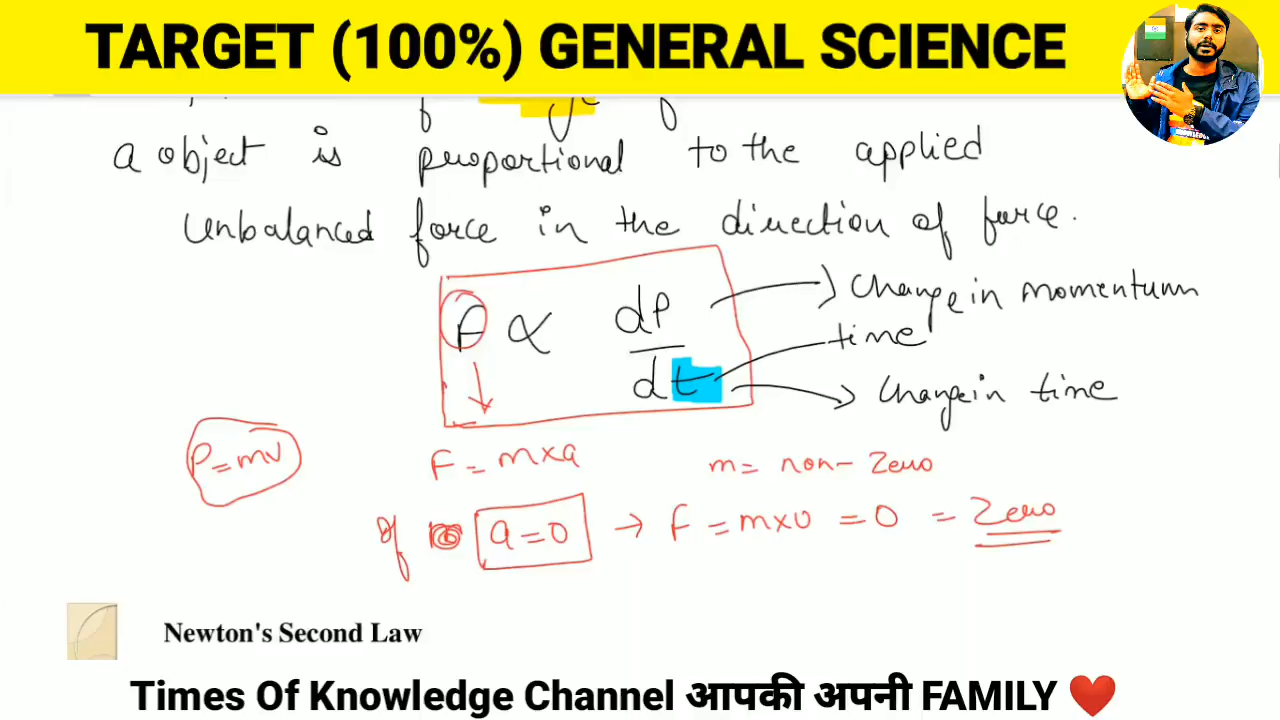 TARGET (100%) GENERAL SCIENCE
a object is proportional to the applied
Unbalanced force in the direction of force.
F ∝ dP/dt
Change in momentum
time
Change in time
P = mv
F = m×a
m = non-Zero
If a=0 → F = m×0 = 0 = Zero
Newton's Second Law
Times Of Knowledge Channel आपकी अपनी FAMILY ❤️